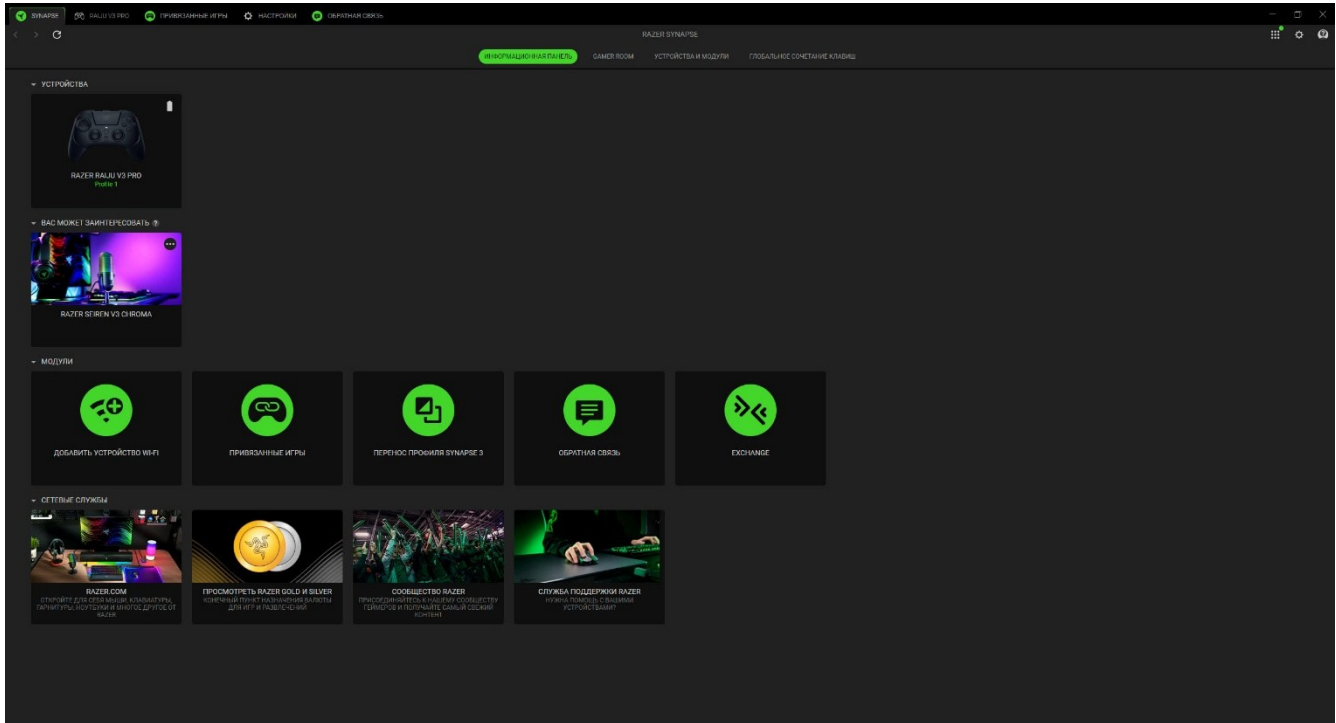 SYNAPSE
RAIJU V3 PRO
ПРИВЯЗАННЫЕ ИГРЫ
НАСТРОЙКИ
ОБРАТНАЯ СВЯЗЬ
RAZER SYNAPSE
ИНФОРМАЦИОННАЯ ПАНЕЛЬ
GAMER ROOM
УСТРОЙСТВА И МОДУЛИ
ГЛОБАЛЬНОЕ СОЧЕТАНИЕ КЛАВИШ
УСТРОЙСТВА
RAZER RAIJU V3 PRO
Profile 1
ВАС МОЖЕТ ЗАИНТЕРЕСОВАТЬ
RAZER SEIREN V3 CHROMA
МОДУЛИ
ДОБАВИТЬ УСТРОЙСТВО WI-FI
ПРИВЯЗАННЫЕ ИГРЫ
ПЕРЕНОС ПРОФИЛЯ SYNAPSE 3
ОБРАТНАЯ СВЯЗЬ
EXCHANGE
СЕТЕВЫЕ СЛУЖБЫ
RAZER.COM
ОТКРОЙТЕ ДЛЯ СЕБЯ МЫШИ, КЛАВИАТУРЫ,
ГАРНИТУРЫ, НОУТБУКИ И МНОГОЕ ДРУГОЕ ОТ
RAZER
ПРОСМОТРЕТЬ RAZER GOLD И SILVER
КОНЕЧНЫЙ ПУНКТ НАЗНАЧЕНИЯ ВАЛЮТЫ
ДЛЯ ИГР И РАЗВЛЕЧЕНИЙ
СООБЩЕСТВО RAZER
ПРИСОЕДИНЯЙТЕСЬ К НАШЕМУ СООБЩЕСТВУ
ГЕЙМЕРОВ И ПОЛУЧАЙТЕ САМЫЙ СВЕЖИЙ
КОНТЕНТ
СЛУЖБА ПОДДЕРЖКИ RAZER
НУЖНА ПОМОЩЬ С ВАШИМИ
УСТРОЙСТВАМИ?